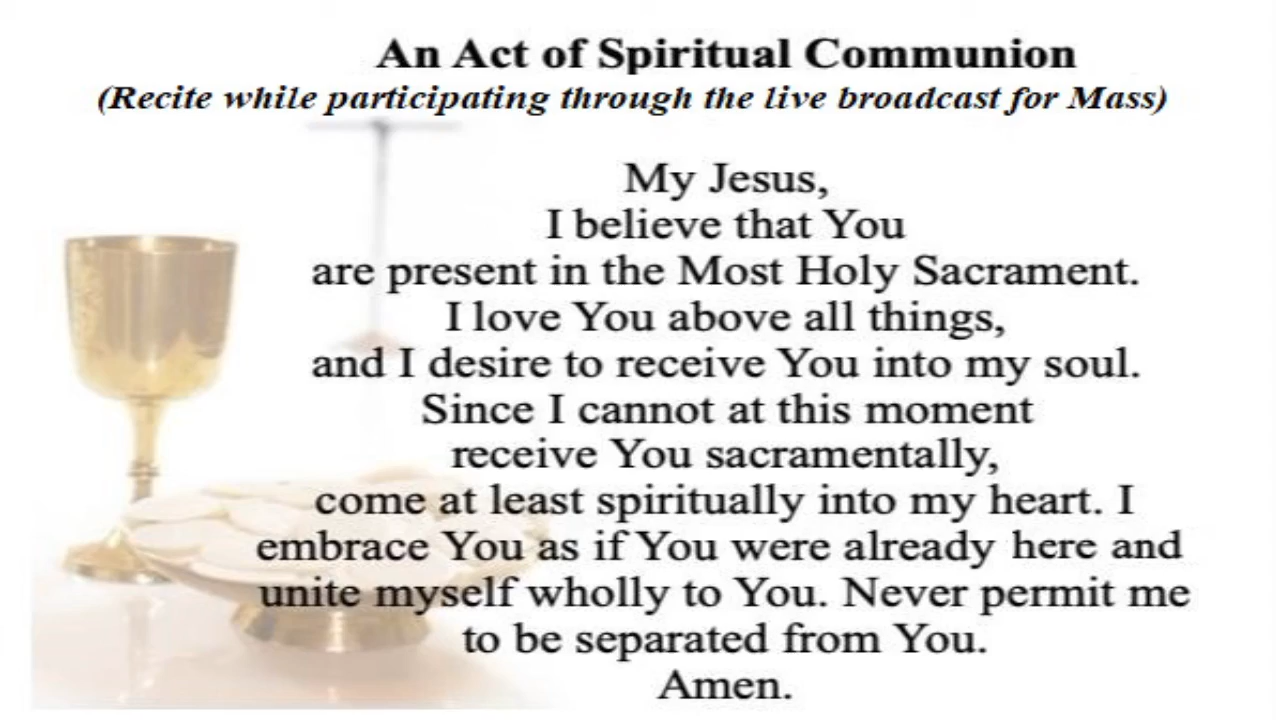 An Act of Spiritual Communion
(Recite while participating through the live broadcast for Mass)
My Jesus,
I believe that You
are present in the Most Holy Sacrament.
I love You above all things,
and I desire to receive You into my soul.
Since I cannot at this moment
receive You sacramentally,
come at least spiritually into my heart. I
embrace You as if You were already here and
unite myself wholly to You. Never permit me
to be separated from You.
Amen.